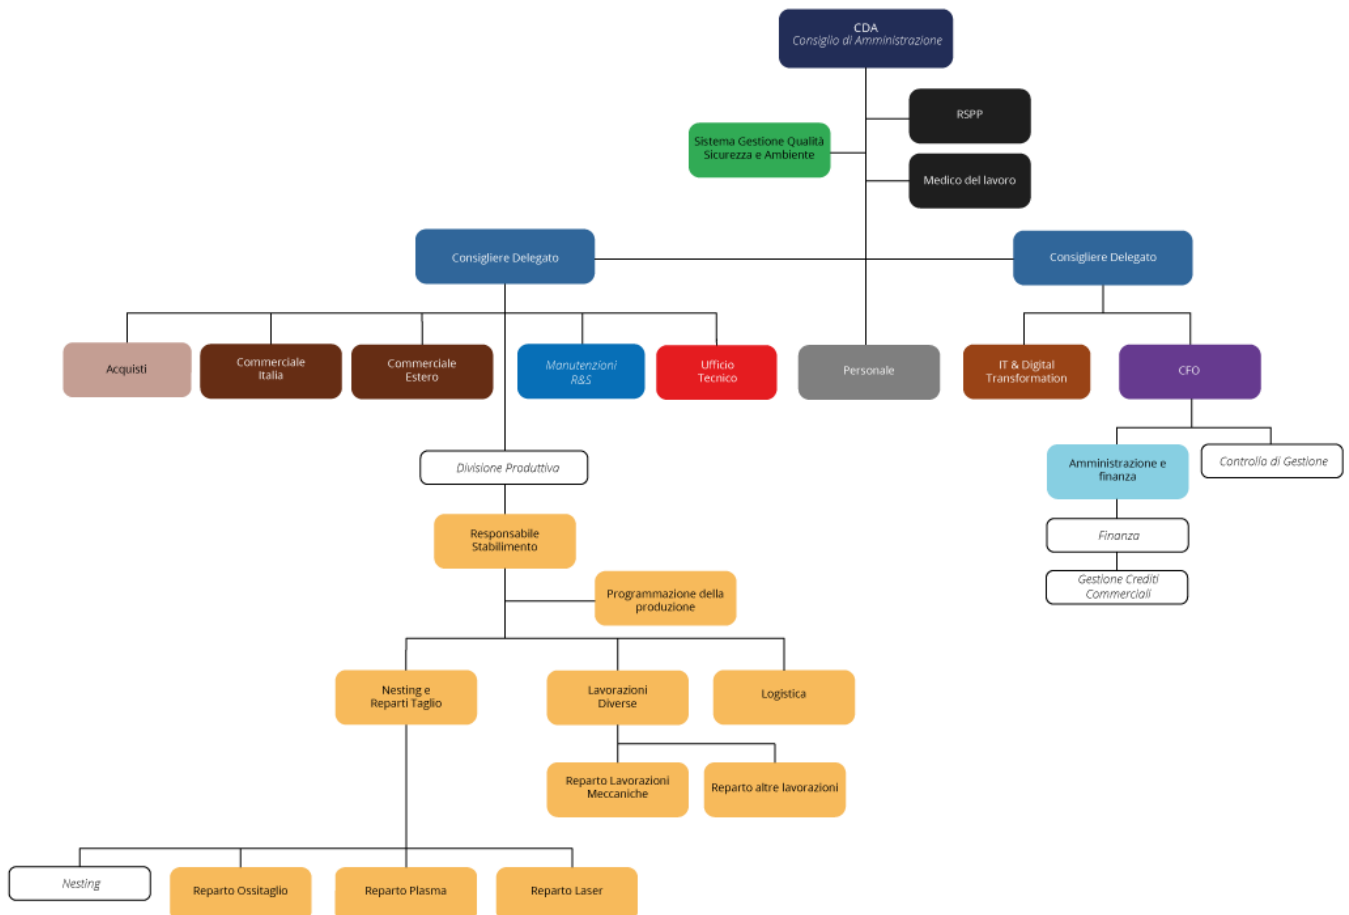 CDA
Consiglio di Amministrazione
RSPP
Sistema Gestione Qualità
Sicurezza e Ambiente
Medico del lavoro
Consigliere Delegato
Consigliere Delegato
Acquisti
Commerciale
Italia
Commerciale
Estero
Manutenzioni
R&S
Ufficio
Tecnico
Personale
IT & Digital
Transformation
CFO
Divisione Produttiva
Amministrazione e
finanza
Controllo di Gestione
Responsabile
Stabilimento
Finanza
Gestione Crediti
Commerciali
Programmazione della
produzione
Nesting e
Reparti Taglio
Lavorazioni
Diverse
Logistica
Reparto Lavorazioni
Meccaniche
Reparto altre lavorazioni
Nesting
Reparto Ossitaglio
Reparto Plasma
Reparto Laser